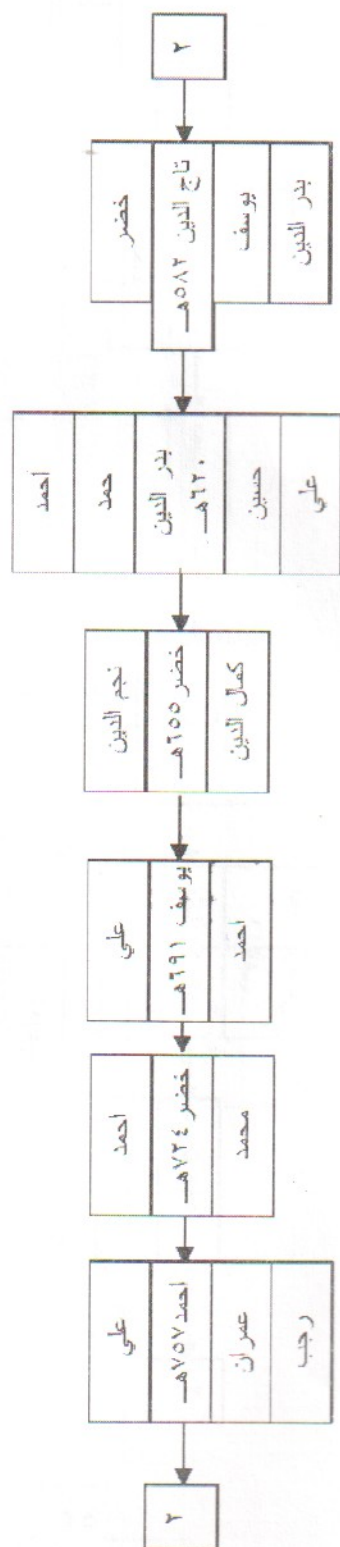 ٢
خضر
تاج الدين ٥٨٢هـ
يوسف
بدر الدين
احمد
حمد
بدر الدين
٦٢٠هـ
حسين
علي
نجم الدين
خضر ٦٥٥هـ
كمال الدين
علي
يوسف ٦٩١هـ
احمد
احمد
خضر ٧٢٤هـ
محمد
علي
احمد ٧٥٧هـ
عمران
رجب
٢